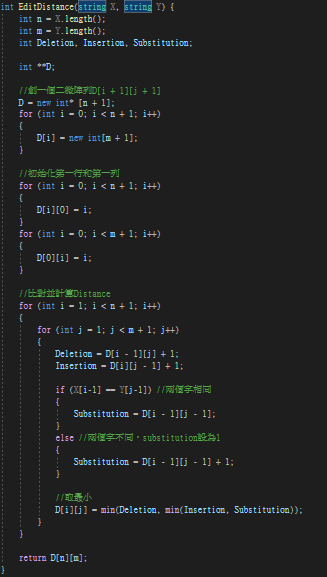 int EditDistance(string X, string Y) {
int n = X.length();
int m = Y.length();
int Deletion, Insertion, Substitution;
int **D;
//創一個二維陣列D[i + 1][j + 1]
D = new int* [n + 1];
for (int i = 0; i < n + 1; i++)
{
D[i] = new int[m + 1];
}
//初始化第一行和第一列
for (int i = 0; i < n + 1; i++)
{
D[i][0] = i;
}
for (int i = 0; i < m + 1; i++)
{
D[0][i] = i;
}
//比對並計算Distance
for (int i = 1; i < n + 1; i++)
{
for (int j = 1; j < m + 1; j++)
{
Deletion = D[i - 1][j] + 1;
Insertion = D[i][j - 1] + 1;
if (X[i-1] == Y[j-1]) //兩個字相同
{
Substitution = D[i - 1][j - 1];
}
else //兩個字不同，substitution設為1
{
Substitution = D[i - 1][j - 1] + 1;
}
//取最小
D[i][j] = min(Deletion, min(Insertion, Substitution));
}
}
return D[n][m];
}